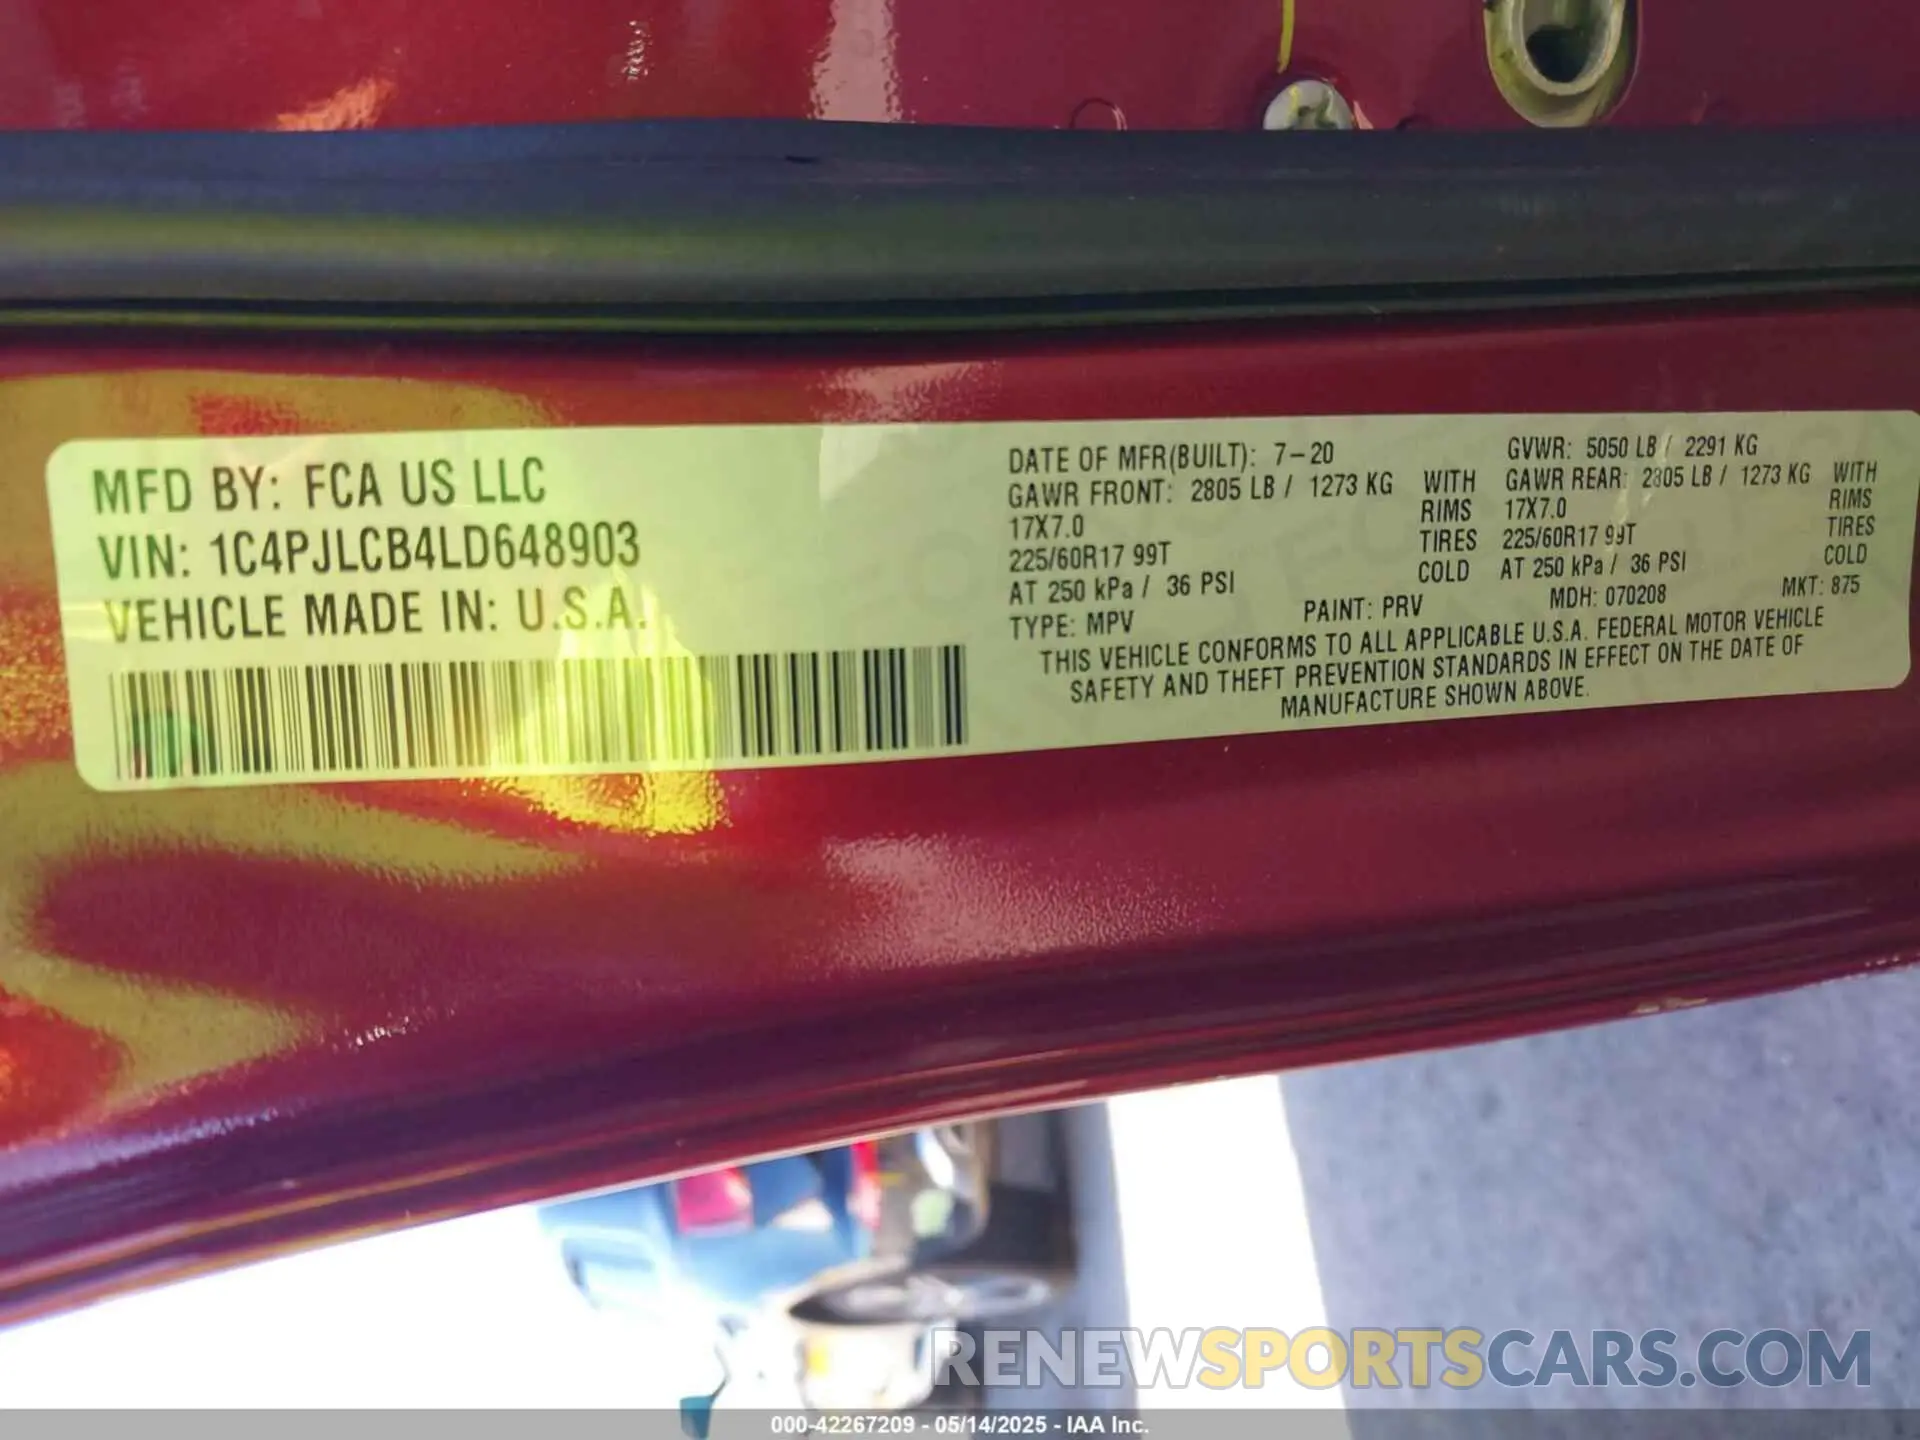 MFD BY: FCA US LLC
VIN: 1C4PJLCB4LD648903
VEHICLE MADE IN: U.S.A.
DATE OF MFR(BUILT): 7-20 GVWR: 5050 LB / 2291 KG
GAWR FRONT: 2805 LB / 1273 KG WITH GAWR REAR: 2805 LB / 1273 KG WITH
17X7.0 RIMS 17X7.0 RIMS
225/60R17 99T TIRES 225/60R17 99T TIRES
AT 250 kPa / 36 PSI COLD AT 250 kPa / 36 PSI COLD
TYPE: MPV PAINT: PRV MDH: 070208 MKT: 875
THIS VEHICLE CONFORMS TO ALL APPLICABLE U.S.A. FEDERAL MOTOR VEHICLE
SAFETY AND THEFT PREVENTION STANDARDS IN EFFECT ON THE DATE OF
MANUFACTURE SHOWN ABOVE.
RENEWSPORTSCARS.COM
000-42267209 - 05/14/2025 - IAA Inc.